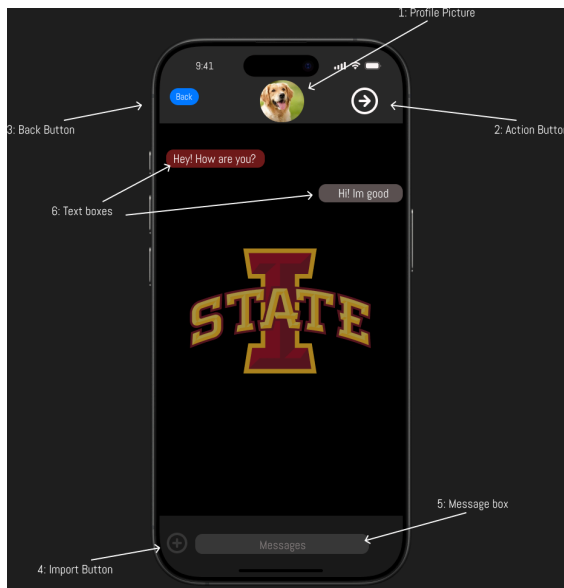 1: Profile Picture
9:41
Back
3: Back Button
2: Action Butto
Hey! How are you?
Hi! Im good
6: Text boxes
STATE
5: Message box
Messages
4: Import Button